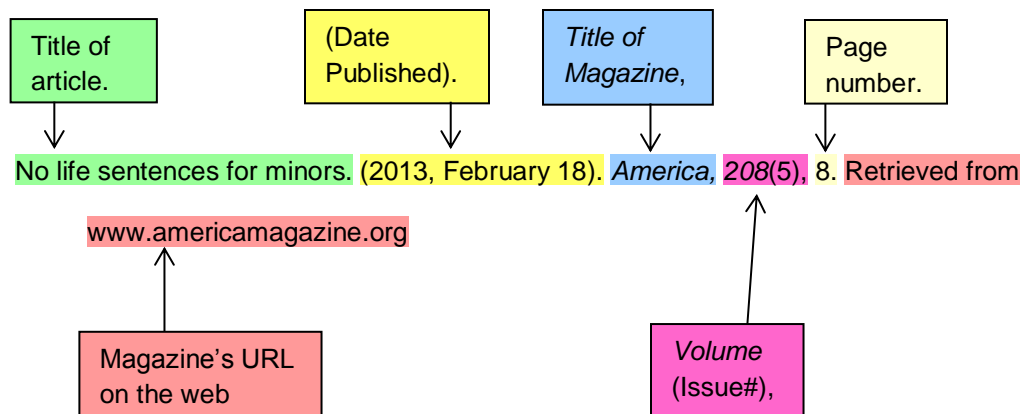 Title of
article.
(Date
Published).
Title of
Magazine,
Page
number.
No life sentences for minors. (2013, February 18). America, 208(5), 8. Retrieved from
www.americamagazine.org
Magazine’s URL
on the web
Volume
(Issue#),